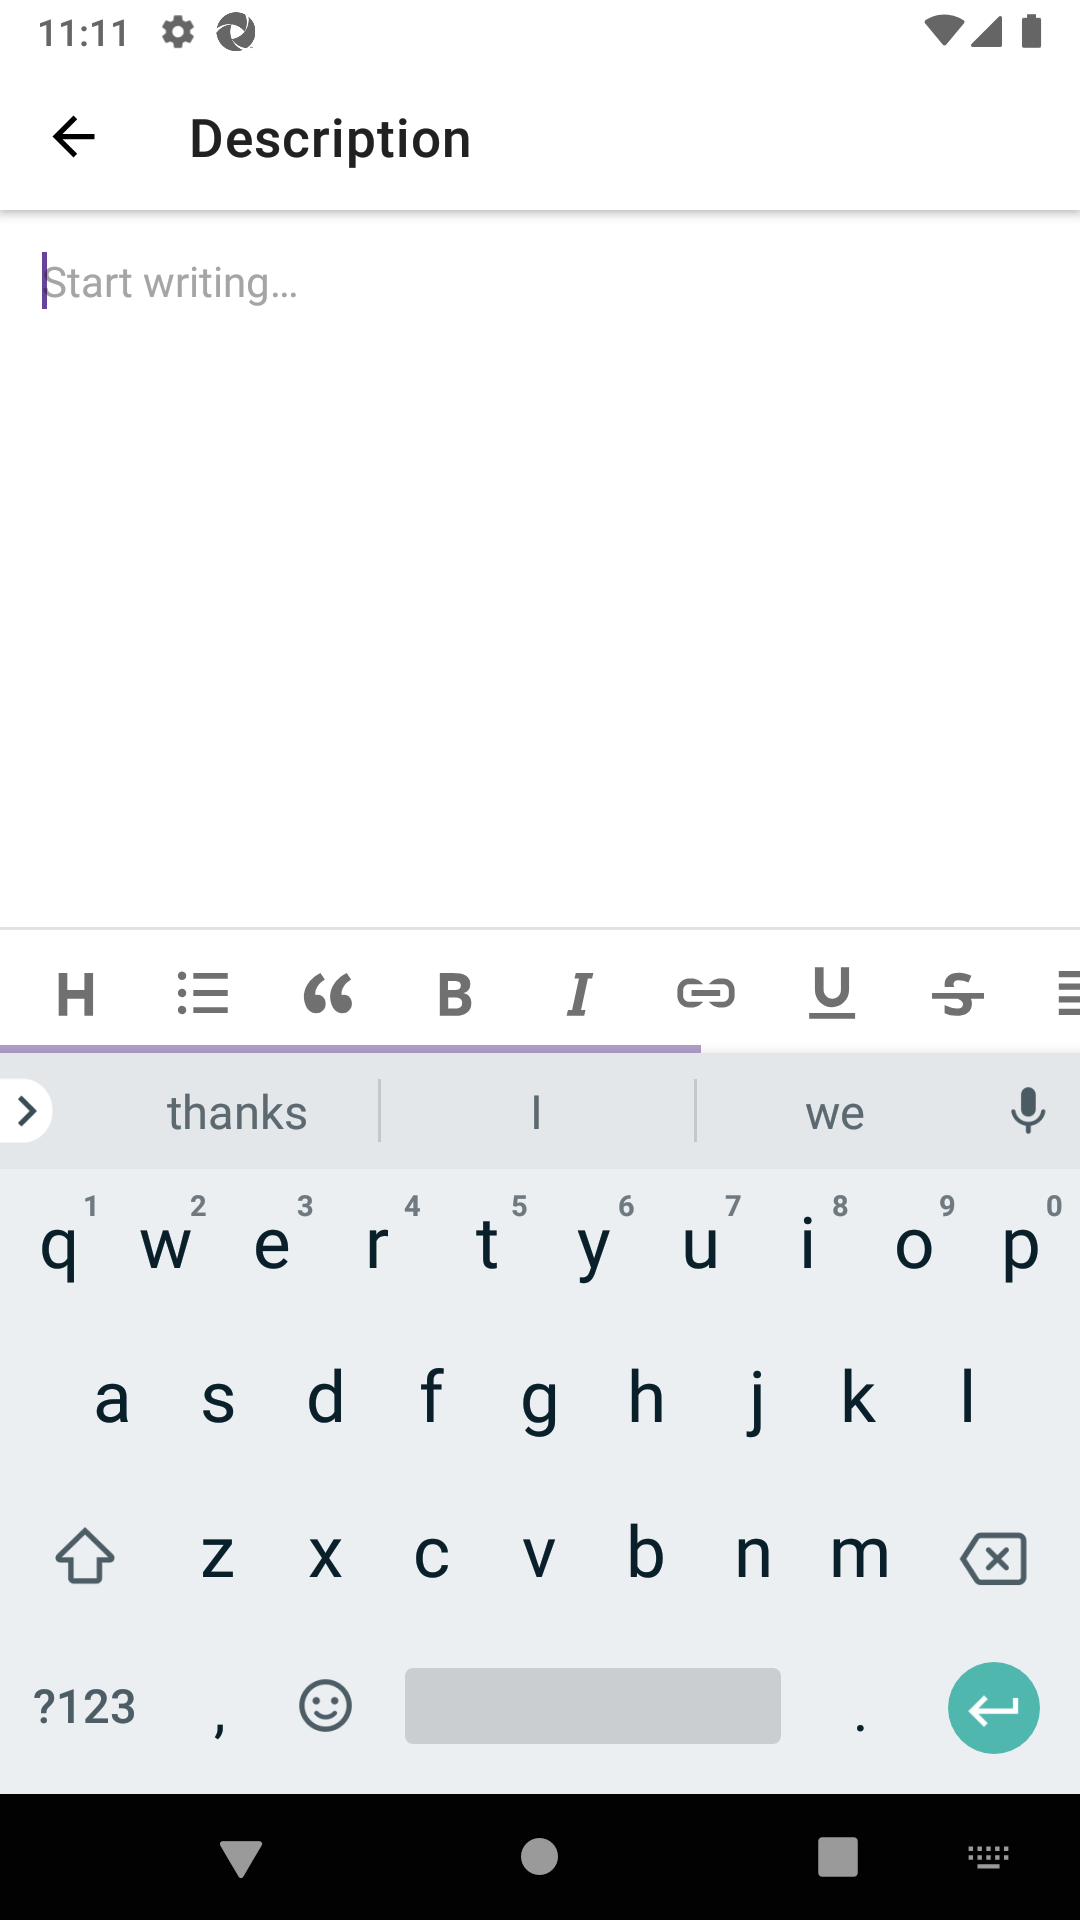 11:11
Description
Start writing…
H B I U S
thanks I we
1 2 3 4 5 6 7 8 9 0
q w e r t y u i o p
a s d f g h j k l
z x c v b n m
?123 , .